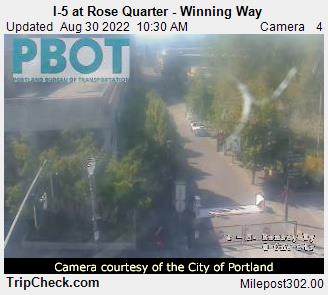 I-5 at Rose Quarter - Winning Way
Updated Aug 30 2022 10:30 AM Camera 4
PBOT
PORTLAND BUREAU OF TRANSPORTATION
Camera courtesy of the City of Portland
TripCheck.com Milepost302.00